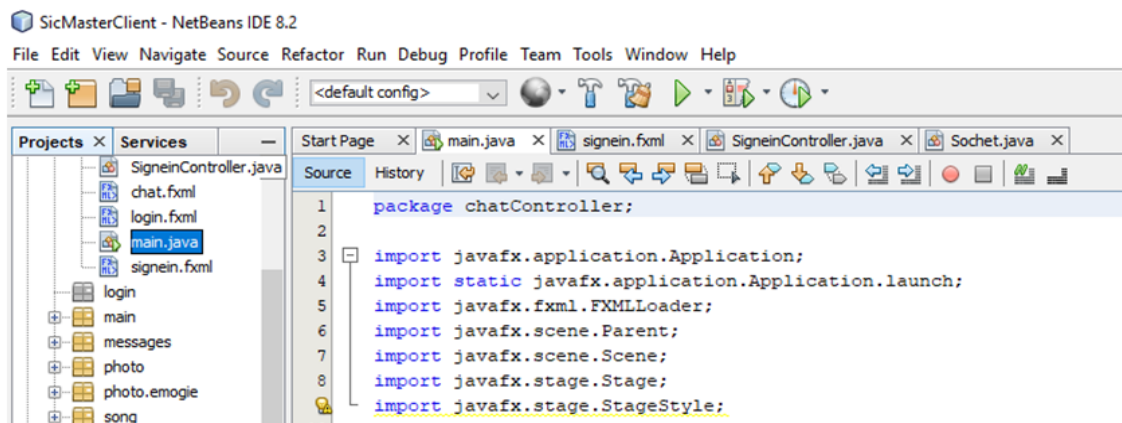 SicMasterClient - NetBeans IDE 8.2
File Edit View Navigate Source Refactor Run Debug Profile Team Tools Window Help
<default config>
Projects Services
Start Page main.java signein.fxml SigneinController.java Sochet.java
Source History
SigneinController.java
chat.fxml
login.fxml
main.java
signein.fxml
login
main
messages
photo
photo.emogie
song
1 package chatController;
2
3 import javafx.application.Application;
4 import static javafx.application.Application.launch;
5 import javafx.fxml.FXMLLoader;
6 import javafx.scene.Parent;
7 import javafx.scene.Scene;
8 import javafx.stage.Stage;
import javafx.stage.StageStyle;